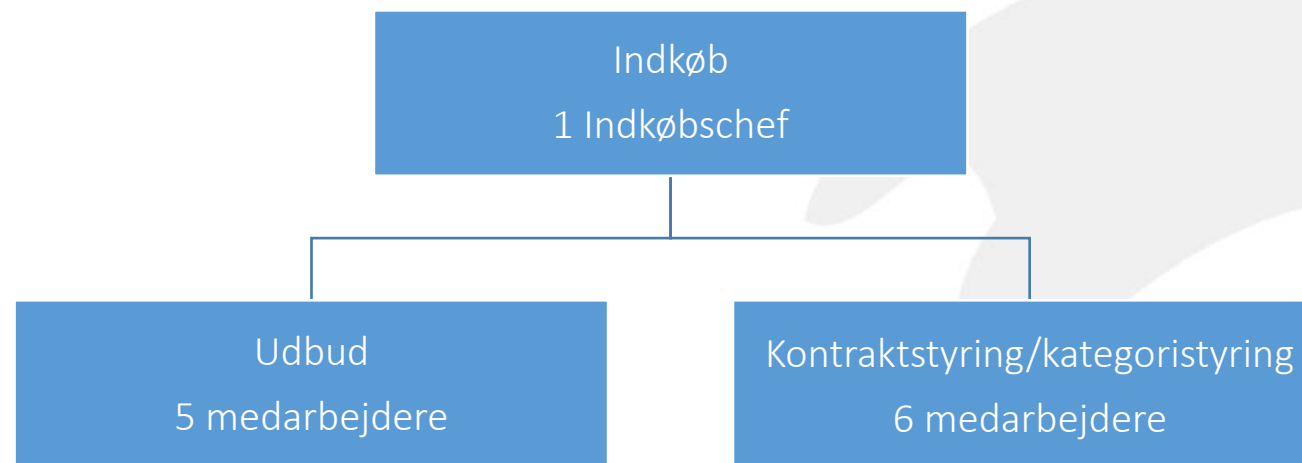 Indkøb
1 Indkøbschef
Udbud
5 medarbejdere
Kontraktstyring/kategoristyring
6 medarbejdere